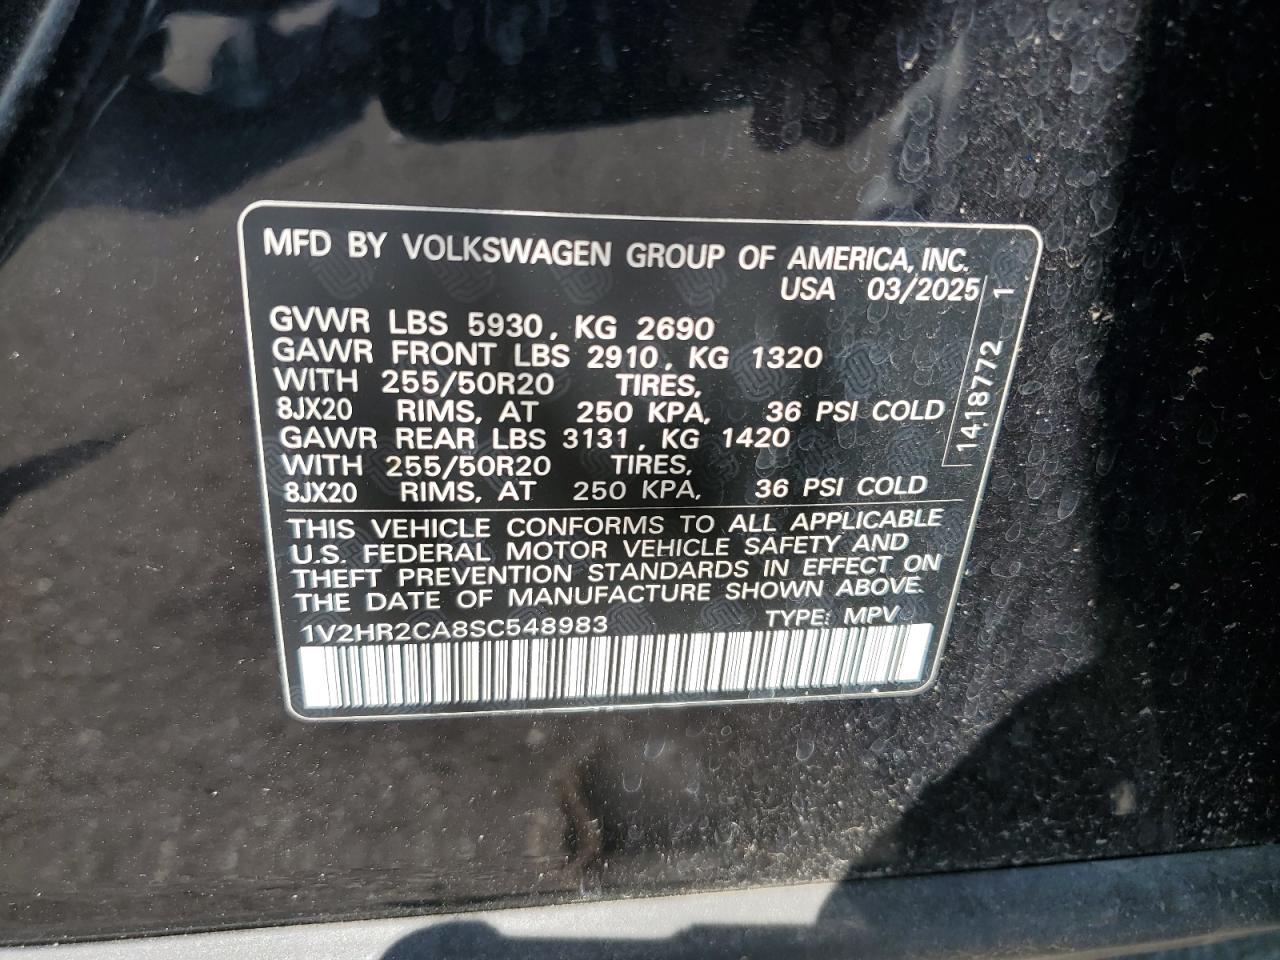 MFD BY VOLKSWAGEN GROUP OF AMERICA, INC.
USA 03/2025
GVWR LBS 5930, KG 2690
GAWR FRONT LBS 2910, KG 1320
WITH 255/50R20 TIRES,
8JX20 RIMS, AT 250 KPA, 36 PSI COLD
GAWR REAR LBS 3131, KG 1420
WITH 255/50R20 TIRES,
8JX20 RIMS, AT 250 KPA, 36 PSI COLD
14.18772 1
THIS VEHICLE CONFORMS TO ALL APPLICABLE
U.S. FEDERAL MOTOR VEHICLE SAFETY AND
THEFT PREVENTION STANDARDS IN EFFECT ON
THE DATE OF MANUFACTURE SHOWN ABOVE.
1V2HR2CA8SC548983 TYPE: MPV